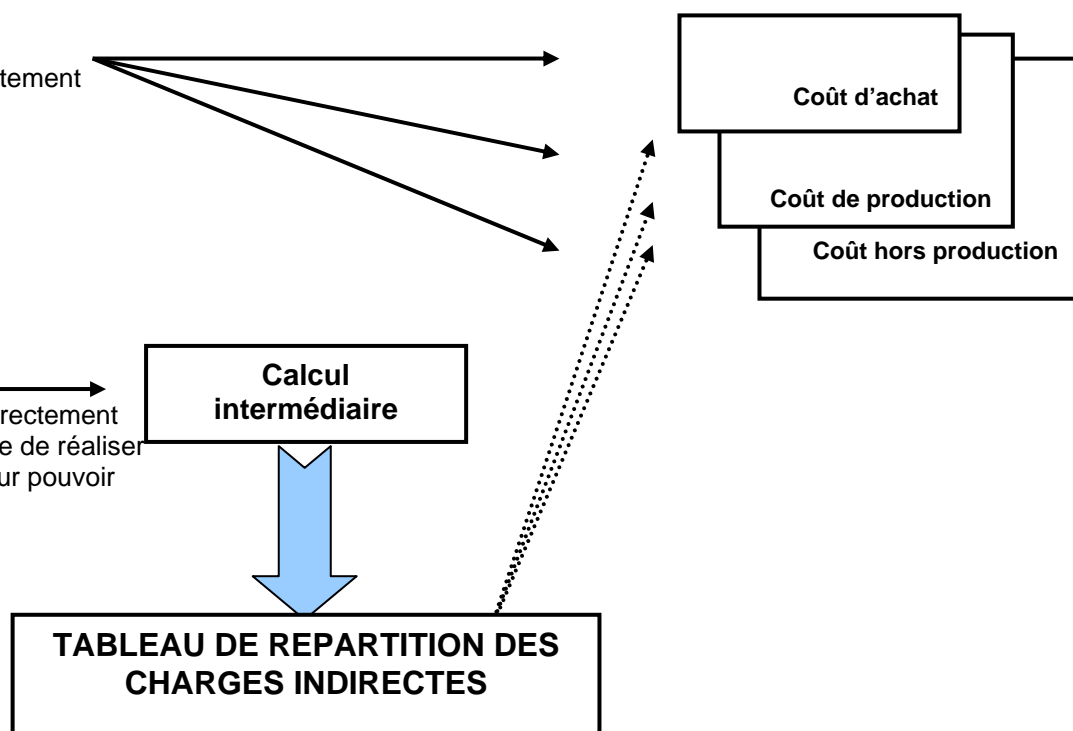 tement
Coût d’achat
Coût de production
Coût hors production
Calcul
intermédiaire
rectement
e de réaliser
ur pouvoir
TABLEAU DE REPARTITION DES
CHARGES INDIRECTES